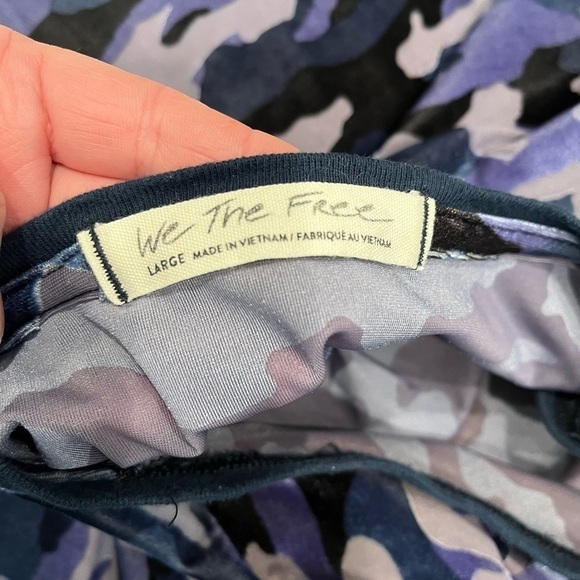 We The Free
LARGE MADE IN VIETNAM / FABRIQUÉ AU VIETNAM